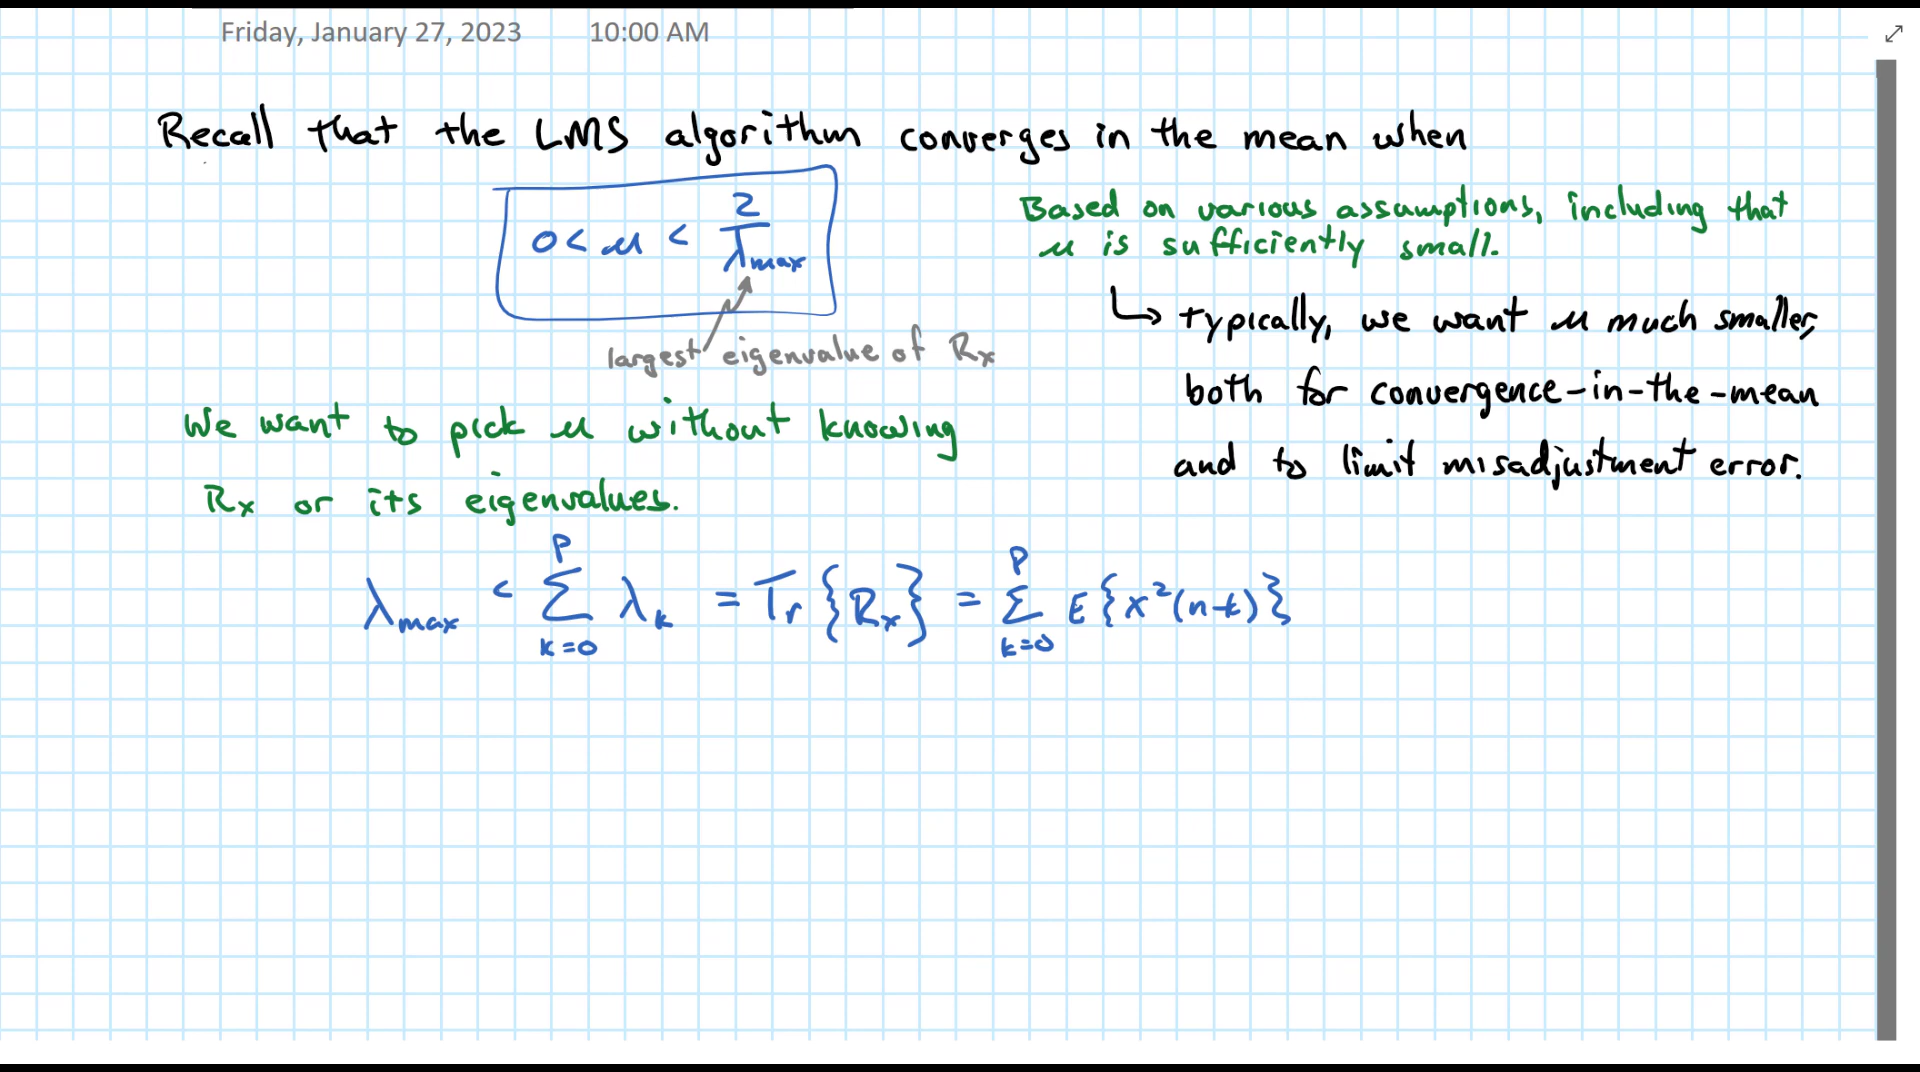 Friday, January 27, 2023 10:00 AM
Recall that the LMS algorithm converges in the mean when
0 < μ < 2/λmax
largest eigenvalue of Rx
Based on various assumptions, including that
μ is sufficiently small.
↳ typically, we want μ much smaller,
both for convergence-in-the-mean
and to limit misadjustment error.
We want to pick μ without knowing
Rx or its eigenvalues.
λmax < Σ_{k=0}^{P} λk = Tr{Rx} = Σ_{k=0}^{P} E{x²(n-k)}